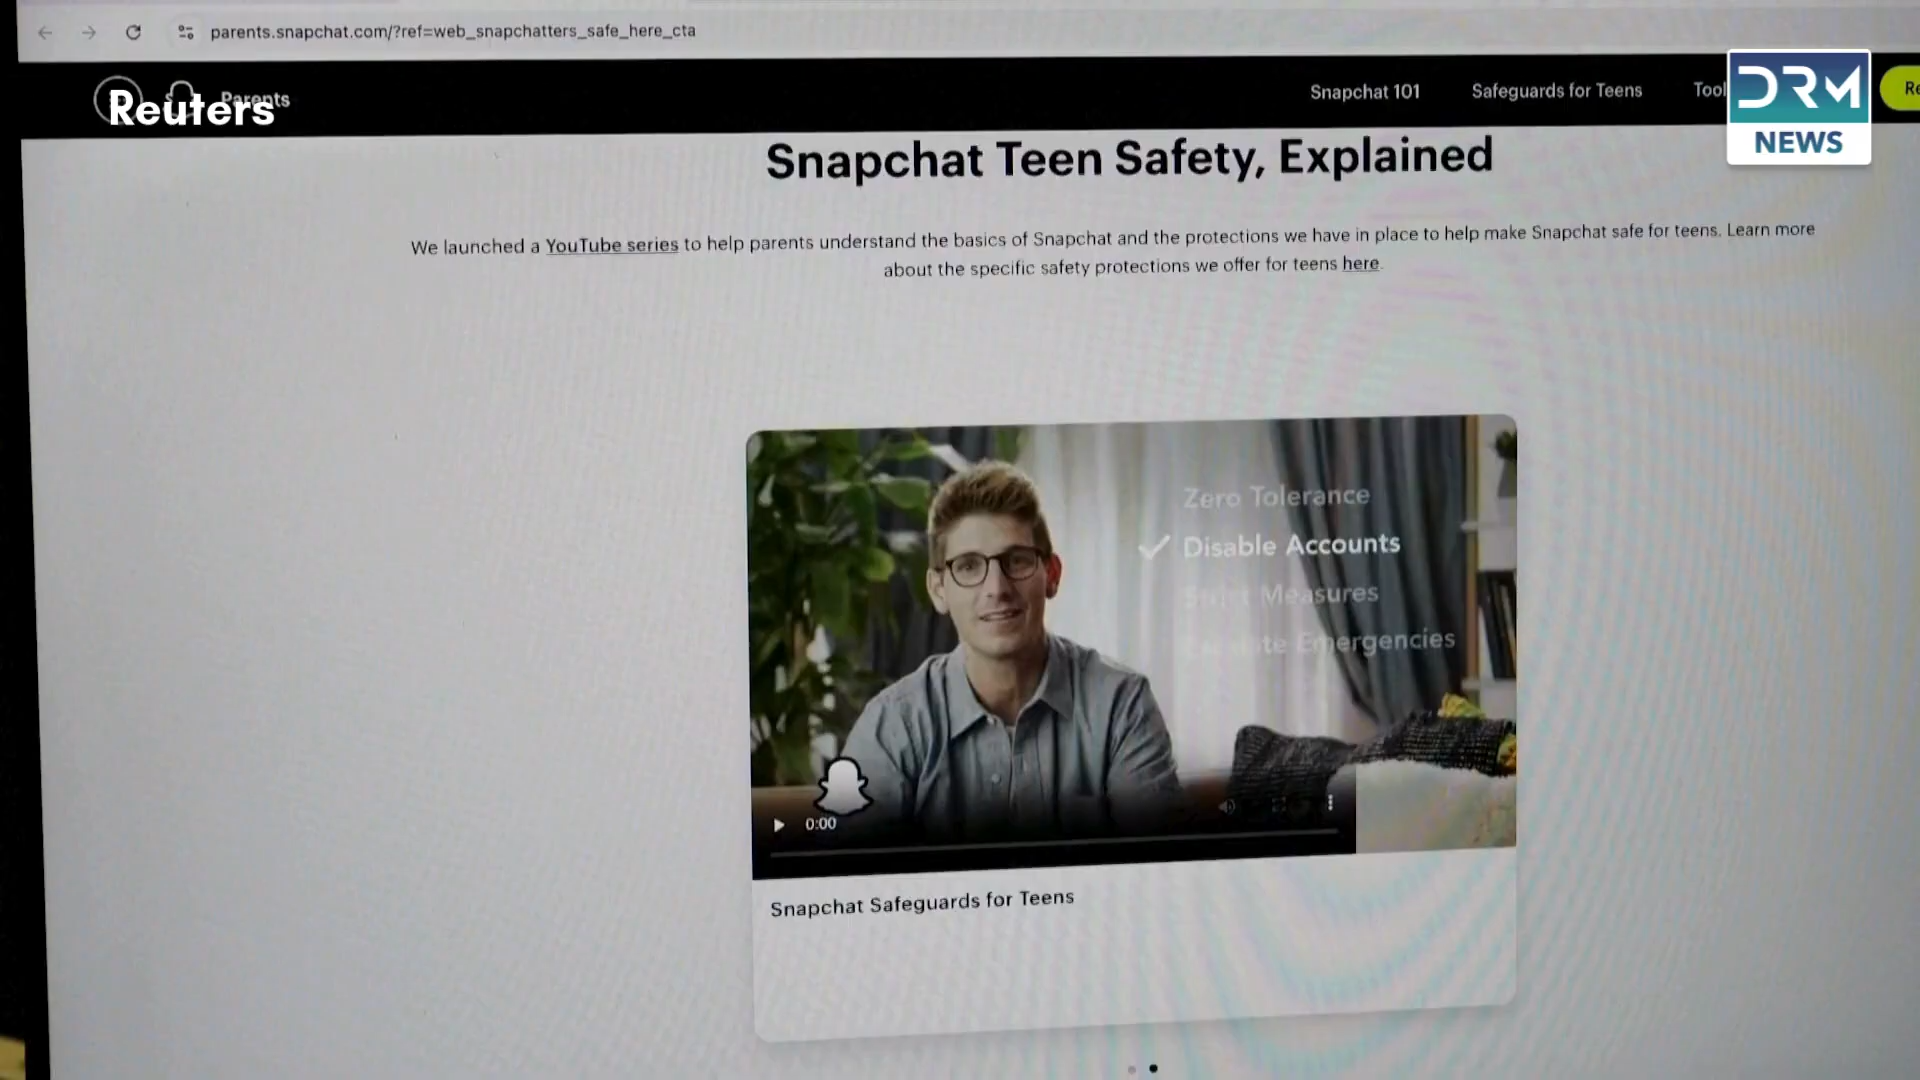 parents.snapchat.com/?ref=web_snapchatters_safe_here_cta
Parents
Reuters
Snapchat 101
Safeguards for Teens
DRM
NEWS
Snapchat Teen Safety, Explained
We launched a YouTube series to help parents understand the basics of Snapchat and the protections we have in place to help make Snapchat safe for teens. Learn more
about the specific safety protections we offer for teens here.
Zero Tolerance
Disable Accounts
Strict Measures
Emergencies
0:00
Snapchat Safeguards for Teens